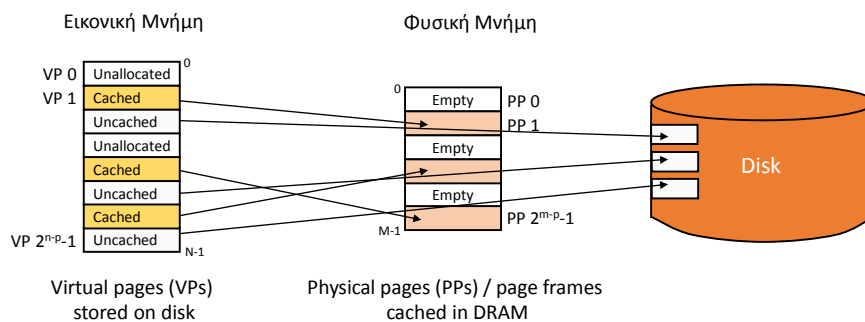 Εικονική Μνήμη
Φυσική Μνήμη
0
VP 0 Unallocated
VP 1 Cached
Uncached
Unallocated
Cached
Uncached
Cached
VP 2ⁿ⁻ᵖ-1 Uncached
N-1
0
Empty PP 0
PP 1
Empty
Empty
PP 2ᵐ⁻ᵖ-1
M-1
Disk
Virtual pages (VPs)
stored on disk
Physical pages (PPs) / page frames
cached in DRAM